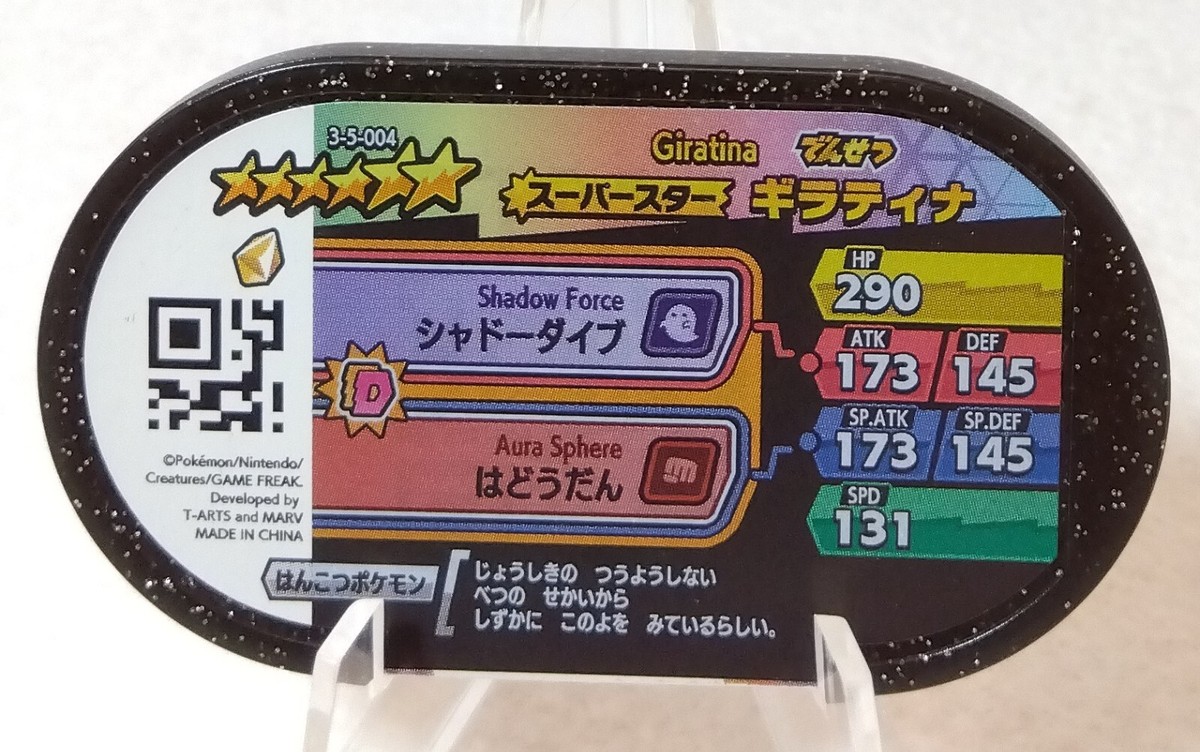 3-5-004
Giratina でんせつ
スーパースター ギラティナ
Shadow Force
シャドーダイブ
D
Aura Sphere
はどうだん
HP
290
ATK
173
DEF
145
SP.ATK
173
SP.DEF
145
SPD
131
©Pokémon/Nintendo/
Creatures/GAME FREAK.
Developed by
T-ARTS and MARV
MADE IN CHINA
はんこつポケモン
じょうしきの つうようしない
べつの せかいから
しずかに このよを みているらしい。